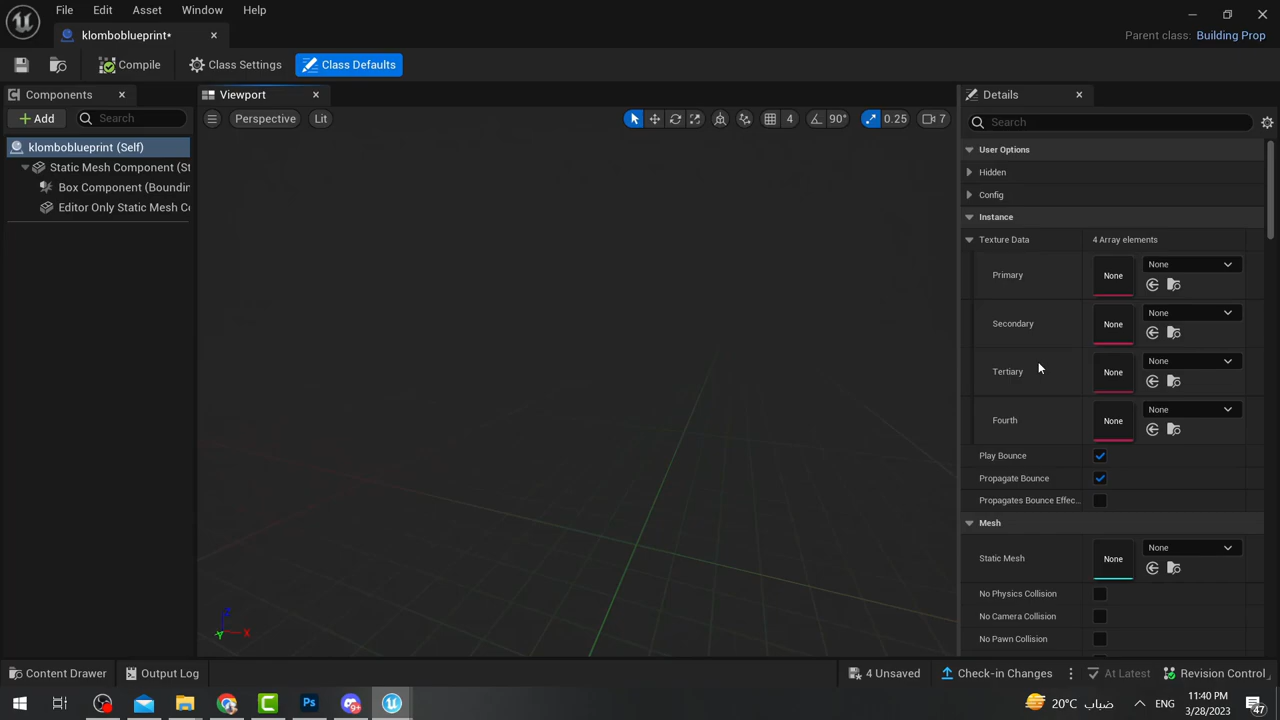 File Edit Asset Window Help
klomboblueprint*
Parent class: Building Prop
Compile Class Settings Class Defaults
Components Viewport Details
Add Search Perspective Lit 4 90° 0.25 7 Search
klomboblueprint (Self)
Static Mesh Component (St
Box Component (Boundin
Editor Only Static Mesh Co
User Options
Hidden
Config
Instance
Texture Data 4 Array elements
Primary None None
Secondary None None
Tertiary None None
Fourth None None
Play Bounce
Propagate Bounce
Propagates Bounce Effec...
Mesh
Static Mesh None None
No Physics Collision
No Camera Collision
No Pawn Collision
Content Drawer Output Log 4 Unsaved Check-in Changes At Latest Revision Control
Ps 9+ 20°C ضباب ENG 11:40 PM 3/28/2023 47